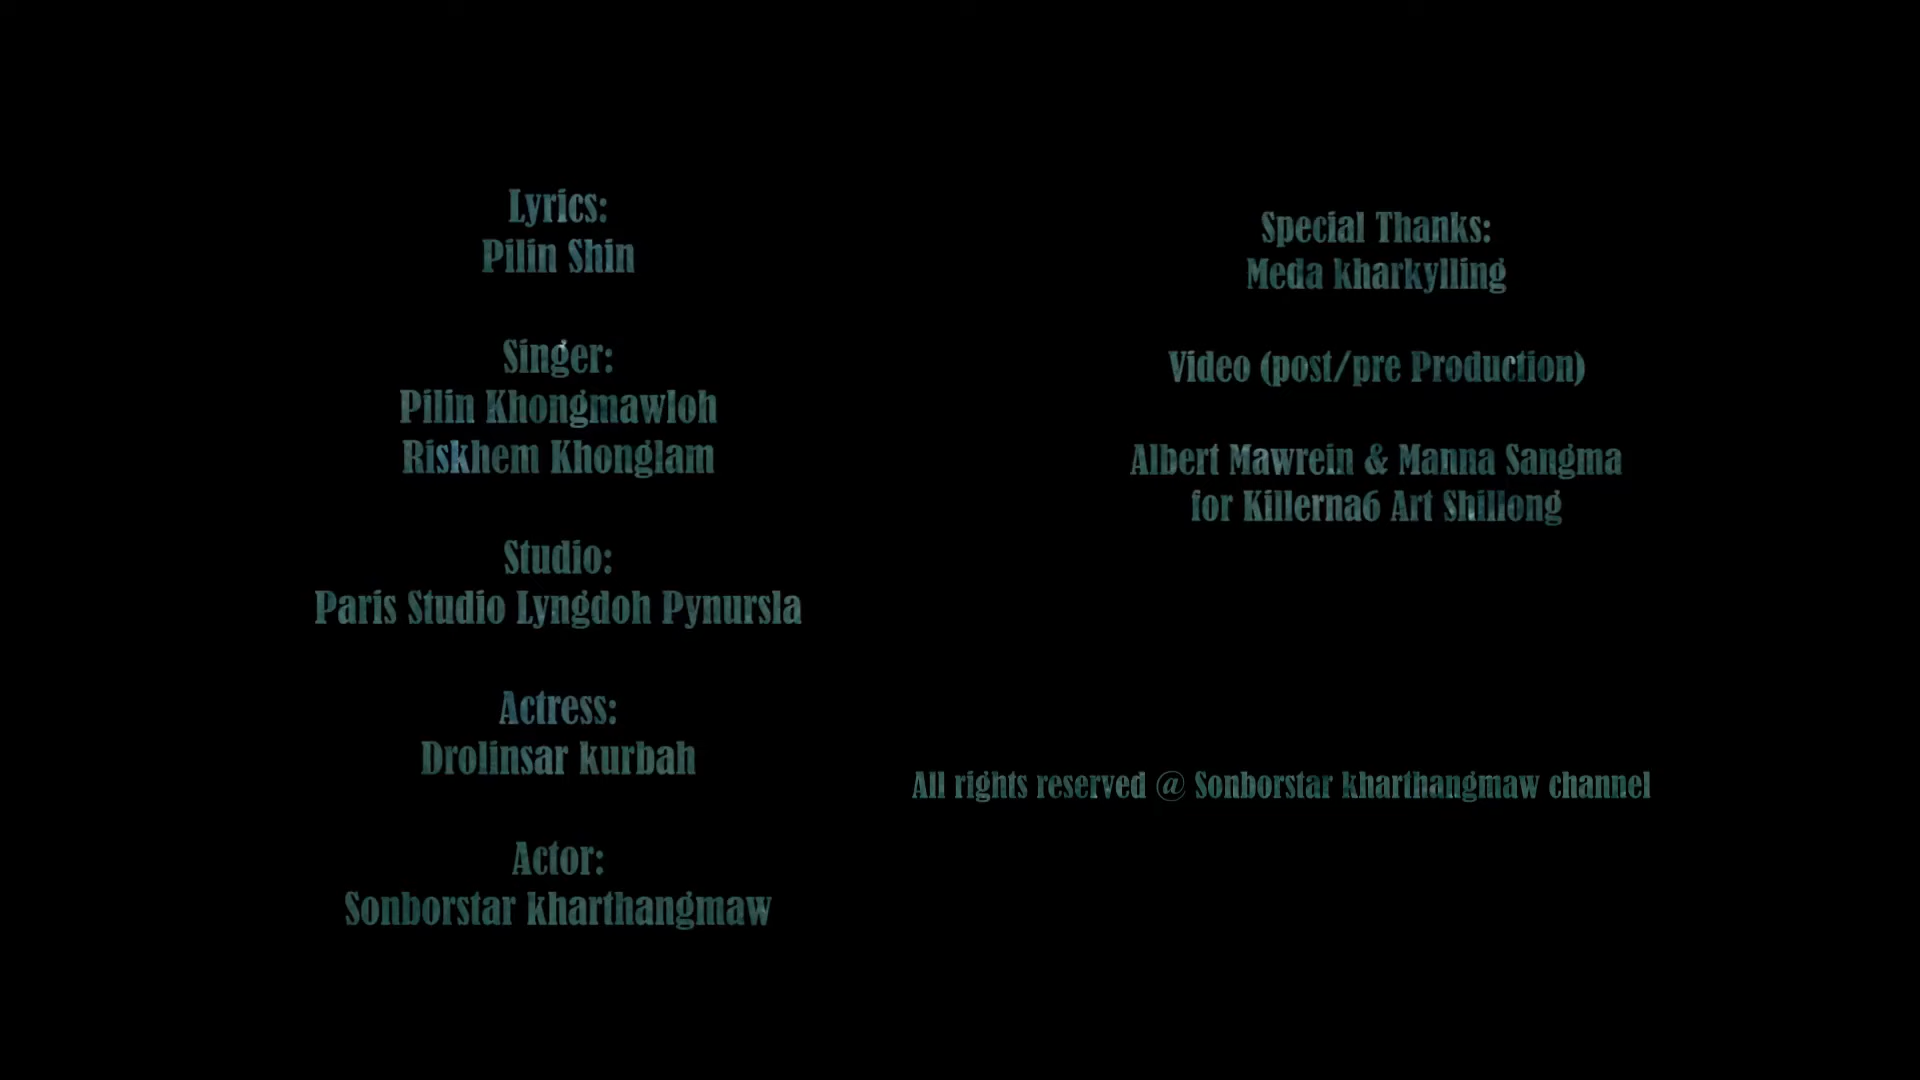 Lyrics:
Pilin Shin
Singer:
Pilin Khongmawloh
Riskhem Khonglam
Studio:
Paris Studio Lyngdoh Pynursla
Actress:
Drolinsar kurbah
Actor:
Sonborstar kharthangmaw
Special Thanks:
Meda kharkylling
Video (post/pre Production)
Albert Mawrein & Manna Sangma
for Killerna6 Art Shillong
All rights reserved @ Sonborstar kharthangmaw channel